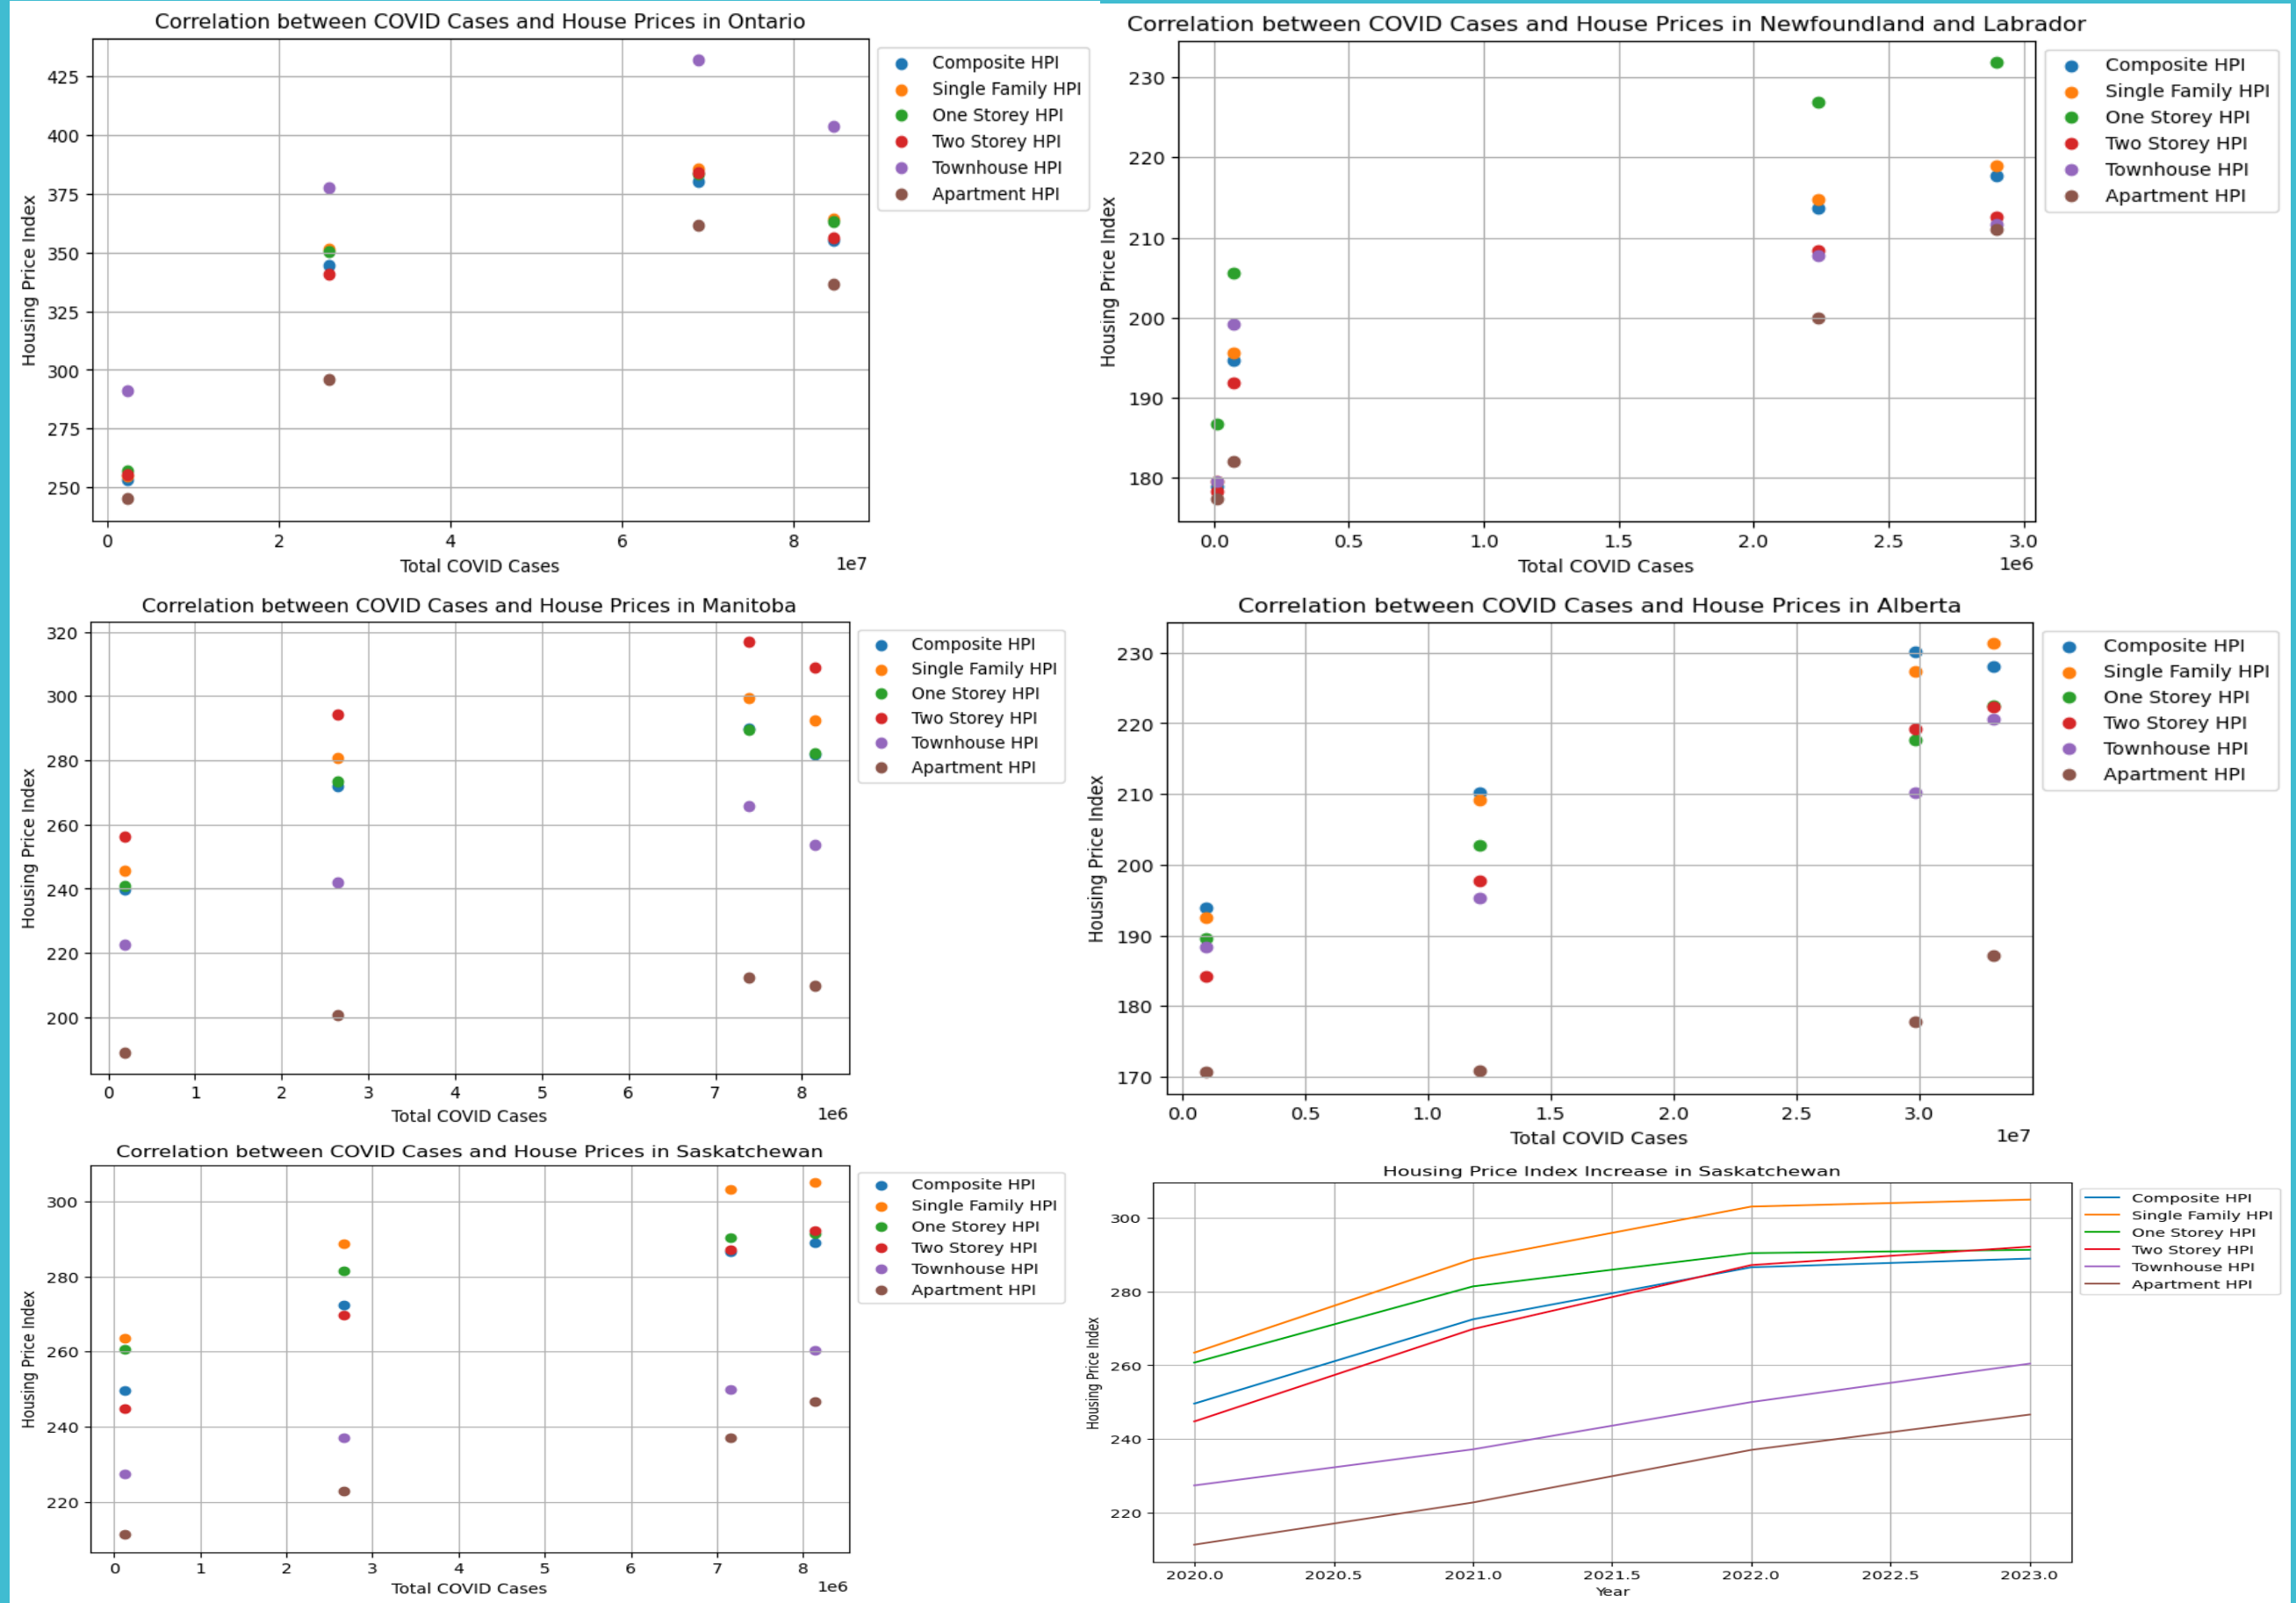 Correlation between COVID Cases and House Prices in Ontario
425
400
375
350
325
300
275
250
Housing Price Index
0 2 4 6 8
1e7
Total COVID Cases
Composite HPI
Single Family HPI
One Storey HPI
Two Storey HPI
Townhouse HPI
Apartment HPI
Correlation between COVID Cases and House Prices in Newfoundland and Labrador
230
220
210
200
190
180
Housing Price Index
0.0 0.5 1.0 1.5 2.0 2.5 3.0
1e6
Total COVID Cases
Composite HPI
Single Family HPI
One Storey HPI
Two Storey HPI
Townhouse HPI
Apartment HPI
Correlation between COVID Cases and House Prices in Manitoba
320
300
280
260
240
220
200
Housing Price Index
0 1 2 3 4 5 6 7 8
1e6
Total COVID Cases
Composite HPI
Single Family HPI
One Storey HPI
Two Storey HPI
Townhouse HPI
Apartment HPI
Correlation between COVID Cases and House Prices in Alberta
230
220
210
200
190
180
170
Housing Price Index
0.0 0.5 1.0 1.5 2.0 2.5 3.0
1e7
Total COVID Cases
Composite HPI
Single Family HPI
One Storey HPI
Two Storey HPI
Townhouse HPI
Apartment HPI
Correlation between COVID Cases and House Prices in Saskatchewan
300
280
260
240
220
Housing Price Index
0 1 2 3 4 5 6 7 8
1e6
Total COVID Cases
Composite HPI
Single Family HPI
One Storey HPI
Two Storey HPI
Townhouse HPI
Apartment HPI
Housing Price Index Increase in Saskatchewan
300
280
260
240
220
Housing Price Index
2020.0 2020.5 2021.0 2021.5 2022.0 2022.5 2023.0
Year
Composite HPI
Single Family HPI
One Storey HPI
Two Storey HPI
Townhouse HPI
Apartment HPI